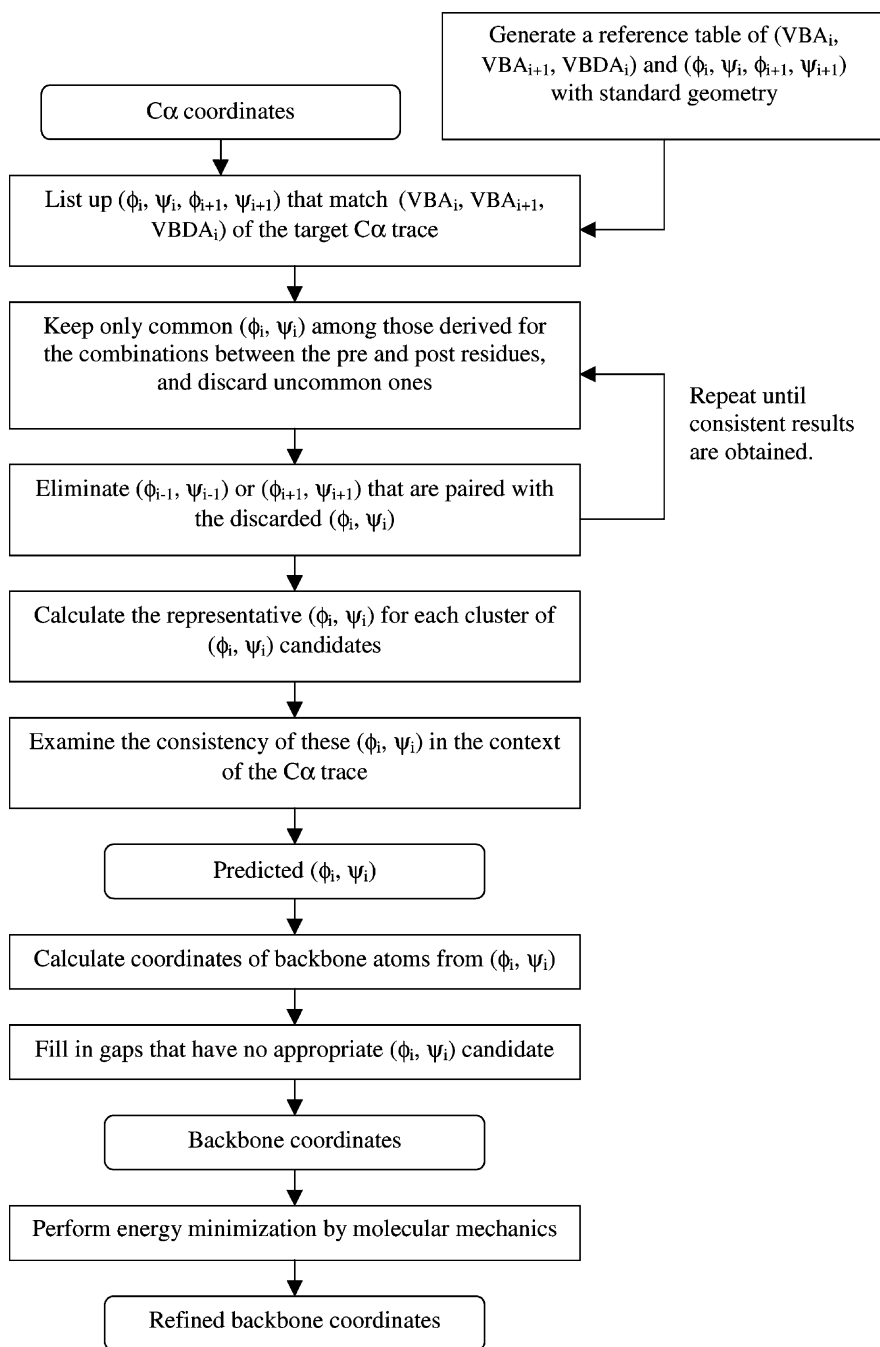 Generate a reference table of (VBAi,
VBAi+1, VBDAi) and (ϕi, ψi, ϕi+1, ψi+1)
with standard geometry
Cα coordinates
List up (ϕi, ψi, ϕi+1, ψi+1) that match (VBAi, VBAi+1,
VBDAi) of the target Cα trace
Keep only common (ϕi, ψi) among those derived for
the combinations between the pre and post residues,
and discard uncommon ones
Repeat until
consistent results
are obtained.
Eliminate (ϕi-1, ψi-1) or (ϕi+1, ψi+1) that are paired with
the discarded (ϕi, ψi)
Calculate the representative (ϕi, ψi) for each cluster of
(ϕi, ψi) candidates
Examine the consistency of these (ϕi, ψi) in the context
of the Cα trace
Predicted (ϕi, ψi)
Calculate coordinates of backbone atoms from (ϕi, ψi)
Fill in gaps that have no appropriate (ϕi, ψi) candidate
Backbone coordinates
Perform energy minimization by molecular mechanics
Refined backbone coordinates